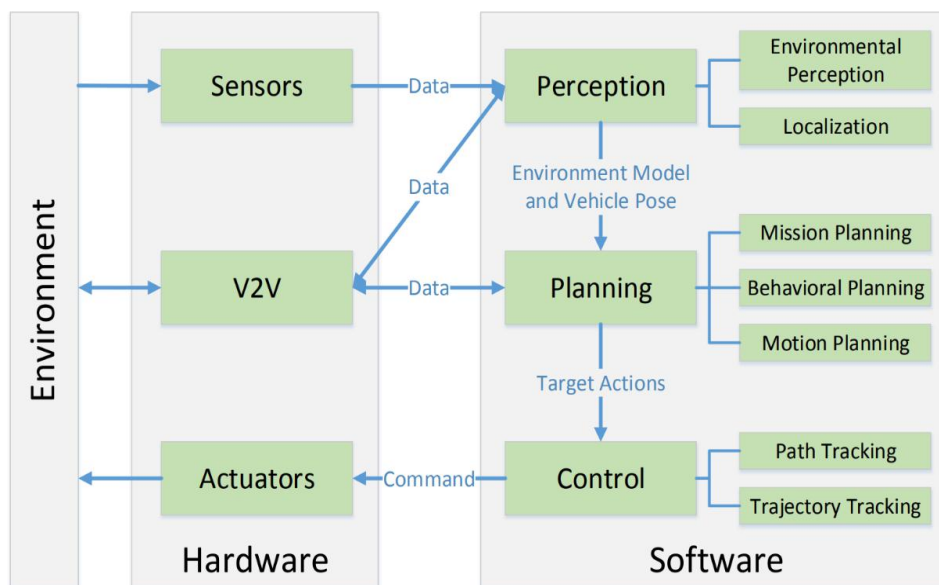 Environment
Sensors
V2V
Actuators
Hardware
Data
Data
Data
Command
Perception
Environment Model
and Vehicle Pose
Planning
Target Actions
Control
Environmental
Perception
Localization
Mission Planning
Behavioral Planning
Motion Planning
Path Tracking
Trajectory Tracking
Software